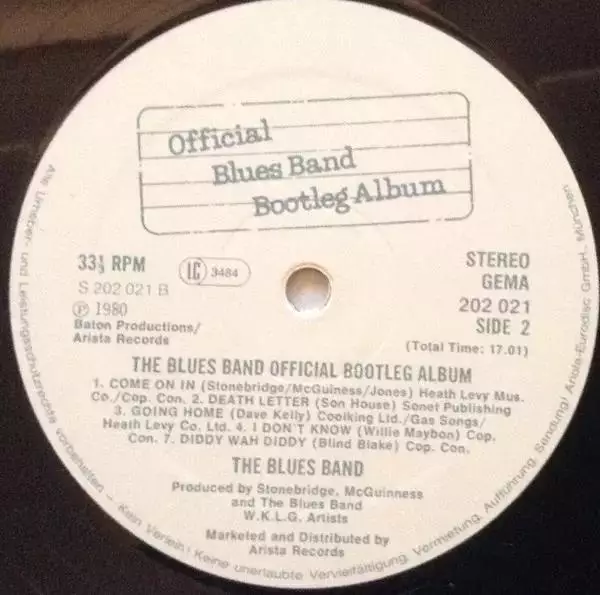 Official
Blues Band
Bootleg Album
33⅓ RPM
LC 3484
S 202 021 B
Ⓟ 1980
Baton Productions/
Arista Records
STEREO
GEMA
202 021
SIDE 2
(Total Time: 17.01)
THE BLUES BAND OFFICIAL BOOTLEG ALBUM
1. COME ON IN (Stonebridge/McGuiness/Jones) Heath Levy Mus.
Co./Cop. Con. 2. DEATH LETTER (Son House) Sonet Publishing
3. GOING HOME (Dave Kelly) Coolking Ltd./Gas Songs/
Heath Levy Co. Ltd. 4. I DON'T KNOW (Willie Maybon) Cop.
Con. 7. DIDDY WAH DIDDY (Blind Blake) Cop. Con.
THE BLUES BAND
Produced by Stonebridge, McGuinness
and The Blues Band
W.K.L.G. Artists
Marketed and Distributed by
Arista Records
Alle Urheber- und Leistungsschutzrechte vorbehalten – Kein Verleih! Keine unerlaubte Vervielfältigung, Vermietung, Aufführung, Sendung! Ariola-Eurodisc GmbH., München